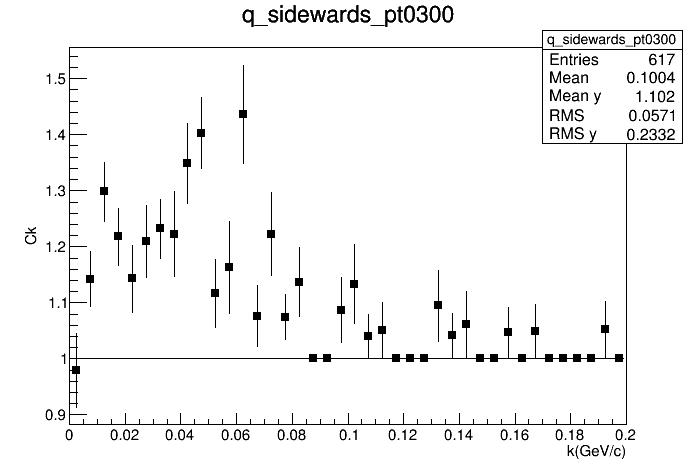 q_sidewards_pt0300
q_sidewards_pt0300
Entries 617
Mean 0.1004
Mean y 1.102
RMS 0.0571
RMS y 0.2332
Ck
1.5
1.4
1.3
1.2
1.1
1
0.9
0 0.02 0.04 0.06 0.08 0.1 0.12 0.14 0.16 0.18 0.2
k(GeV/c)